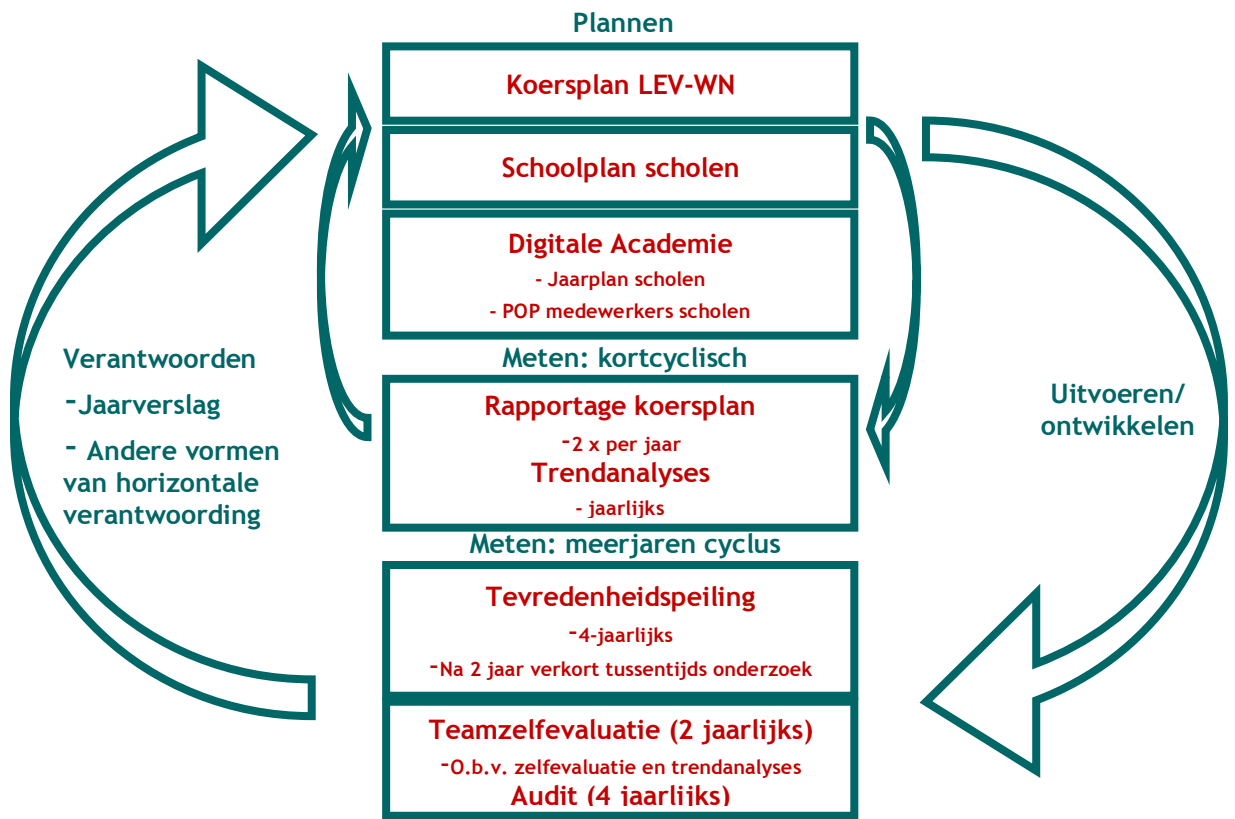 Plannen
Koersplan LEV-WN
Schoolplan scholen
Digitale Academie
- Jaarplan scholen
- POP medewerkers scholen
Meten: kortcyclisch
Rapportage koersplan
-2 x per jaar
Trendanalyses
- jaarlijks
Meten: meerjaren cyclus
Tevredenheidspeiling
-4-jaarlijks
-Na 2 jaar verkort tussentijds onderzoek
Teamzelfevaluatie (2 jaarlijks)
-O.b.v. zelfevaluatie en trendanalyses
Audit (4 jaarlijks)
Verantwoorden
-Jaarverslag
- Andere vormen
van horizontale
verantwoording
Uitvoeren/
ontwikkelen